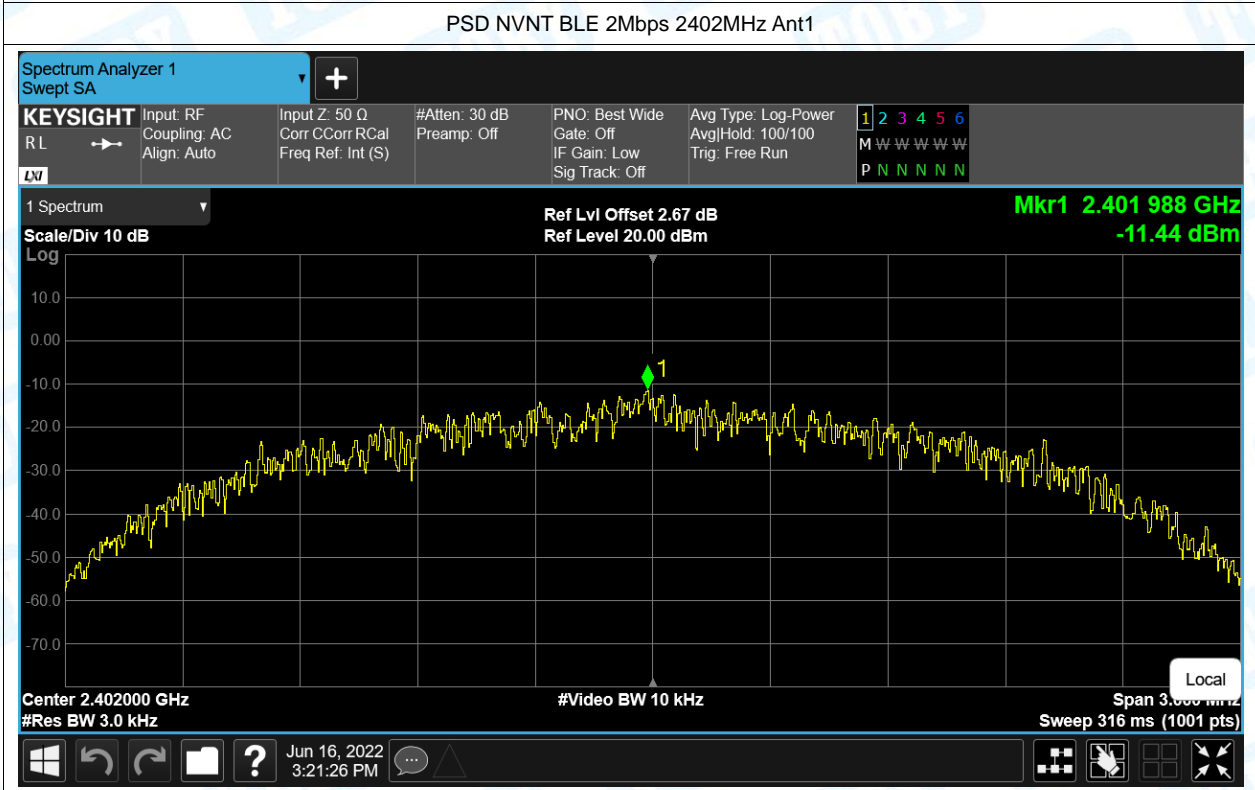 PSD NVNT BLE 2Mbps 2402MHz Ant1
Spectrum Analyzer 1
Swept SA
KEYSIGHT
R L
LXI
Input: RF
Coupling: AC
Align: Auto
Input Z: 50 Ω
Corr CCorr RCal
Freq Ref: Int (S)
#Atten: 30 dB
Preamp: Off
PNO: Best Wide
Gate: Off
IF Gain: Low
Sig Track: Off
Avg Type: Log-Power
Avg|Hold: 100/100
Trig: Free Run
1 2 3 4 5 6
M W W W W W
P N N N N N
1 Spectrum
Scale/Div 10 dB
Log
Ref Lvl Offset 2.67 dB
Ref Level 20.00 dBm
Mkr1 2.401 988 GHz
-11.44 dBm
10.0
0.00
-10.0
-20.0
-30.0
-40.0
-50.0
-60.0
-70.0
1
Local
Center 2.402000 GHz
#Res BW 3.0 kHz
#Video BW 10 kHz
Span 3.000 MHz
Sweep 316 ms (1001 pts)
?
Jun 16, 2022
3:21:26 PM